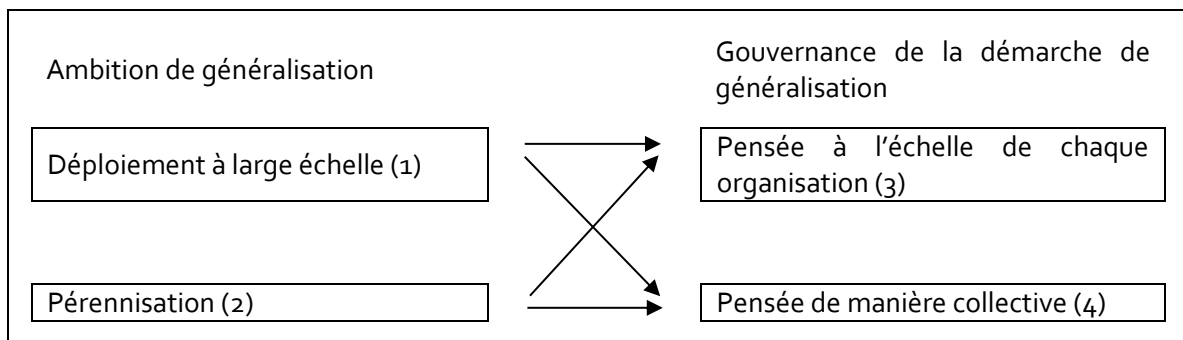 Ambition de généralisation
Gouvernance de la démarche de
généralisation
Déploiement à large échelle (1)
Pensée à l'échelle de chaque
organisation (3)
Pérennisation (2)
Pensée de manière collective (4)